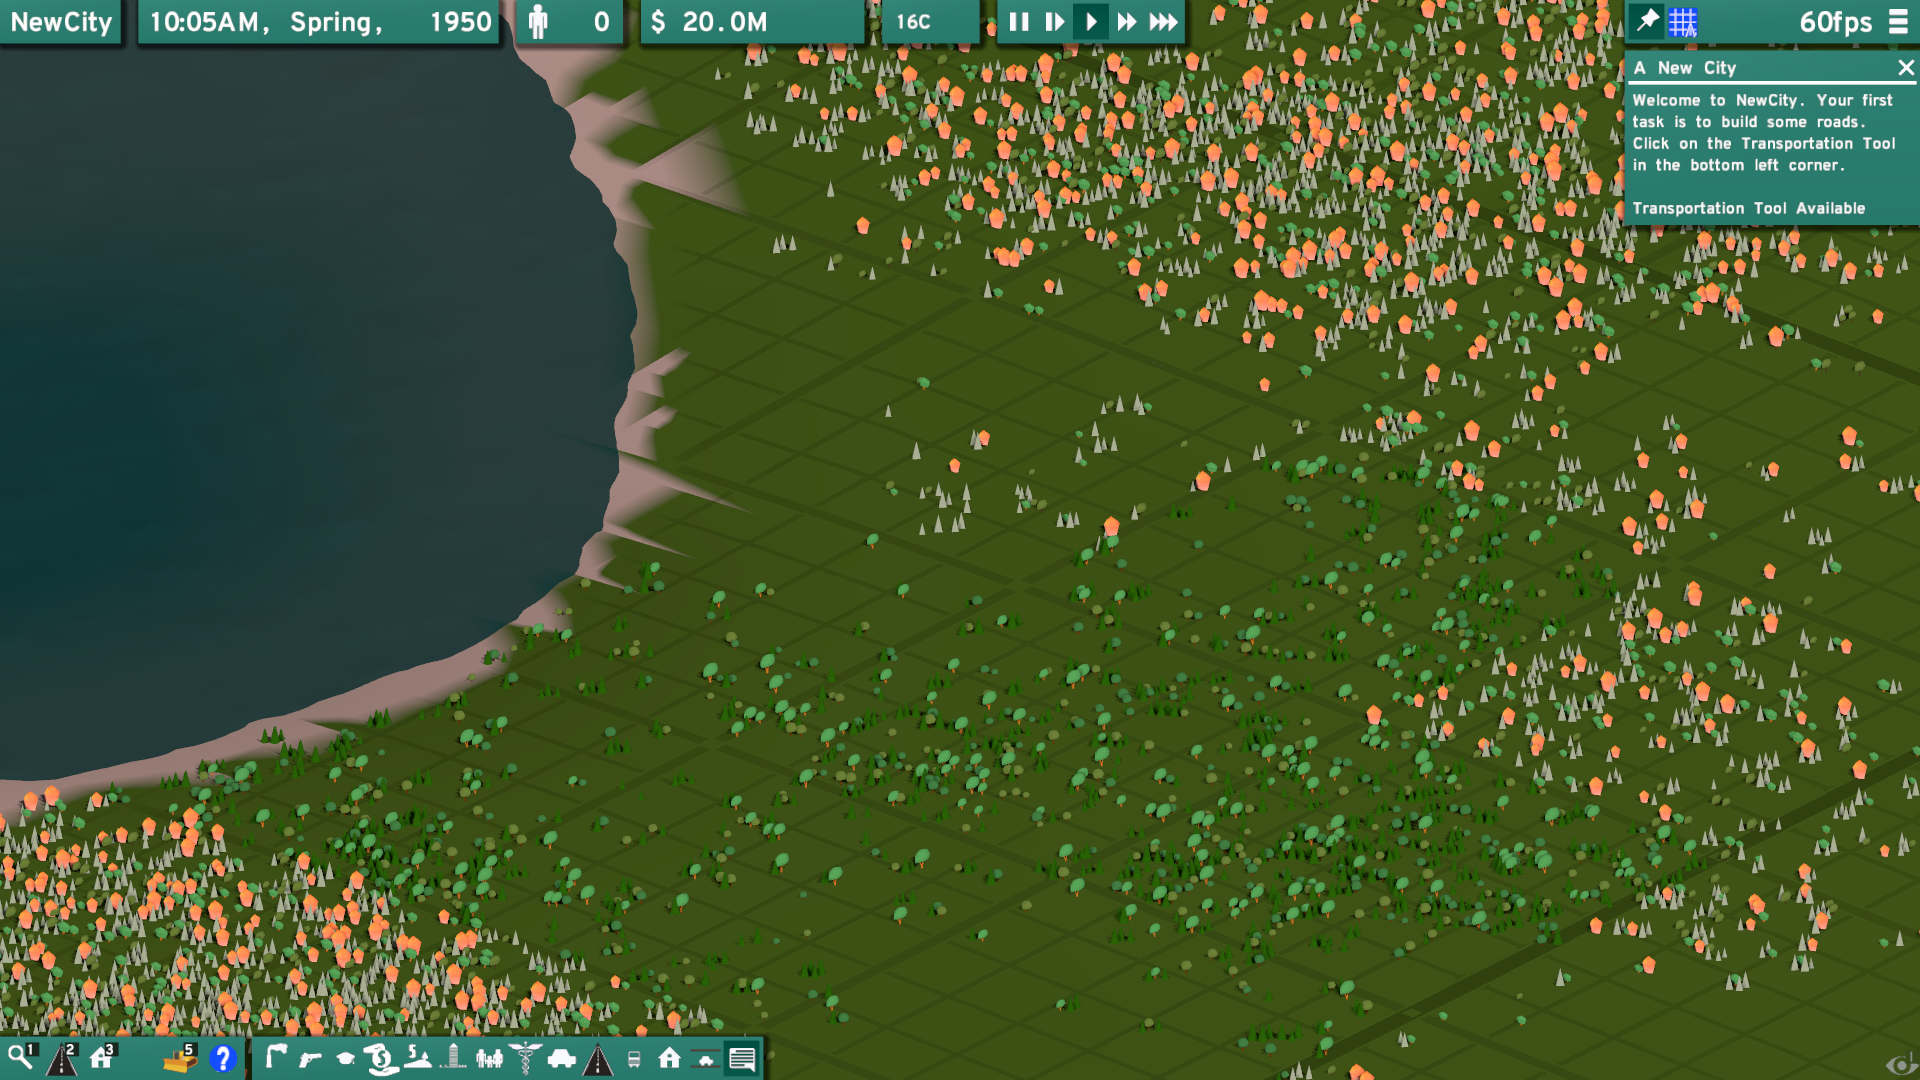 NewCity
10:05AM, Spring, 1950
0
$ 20.0M
16C
60fps
A New City
Welcome to NewCity. Your first
task is to build some roads.
Click on the Transportation Tool
in the bottom left corner.
Transportation Tool Available
1
2
3
5
?